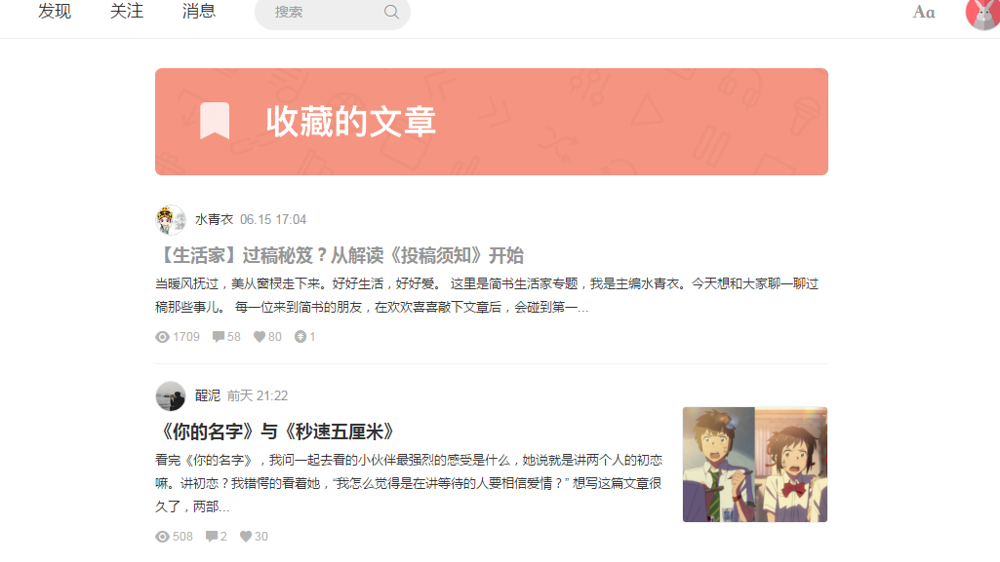 发现 关注 消息 搜索 Aa
收藏的文章
水青衣 06.15 17:04
【生活家】过稿秘笈？从解读《投稿须知》开始
当暖风抚过，美从窗棂走下来。好好生活，好好爱。 这里是简书生活家专题，我是主编水青衣。今天想和大家聊一聊过
稿那些事儿。 每一位来到简书的朋友，在欢欢喜喜敲下文章后，会碰到第一...
1709 58 80 1
醒泥 前天 21:22
《你的名字》与《秒速五厘米》
看完《你的名字》，我问一起去看的小伙伴最强烈的感受是什么，她说就是讲两个人的初恋
嘛。讲初恋？我错愕的看着她，“我怎么觉得是在讲等待的人要相信爱情？” 想写这篇文章很
久了，两部...
508 2 30